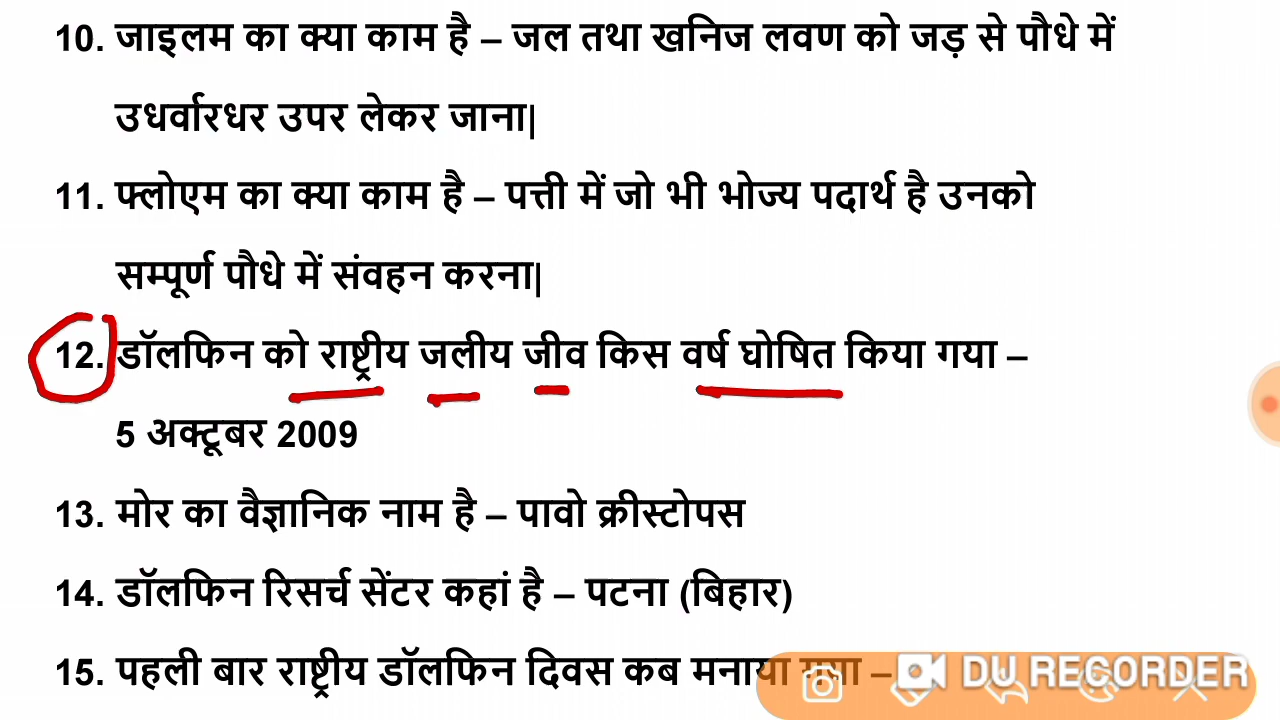 10. जाइलम का क्या काम है – जल तथा खनिज लवण को जड़ से पौधे में
उधर्वारधर उपर लेकर जाना|
11. फ्लोएम का क्या काम है – पत्ती में जो भी भोज्य पदार्थ है उनको
सम्पूर्ण पौधे में संवहन करना|
12. डॉलफिन को राष्ट्रीय जलीय जीव किस वर्ष घोषित किया गया –
5 अक्टूबर 2009
13. मोर का वैज्ञानिक नाम है – पावो क्रीस्टोपस
14. डॉलफिन रिसर्च सेंटर कहां है – पटना (बिहार)
15. पहली बार राष्ट्रीय डॉलफिन दिवस कब मनाया गया –
DU RECORDER